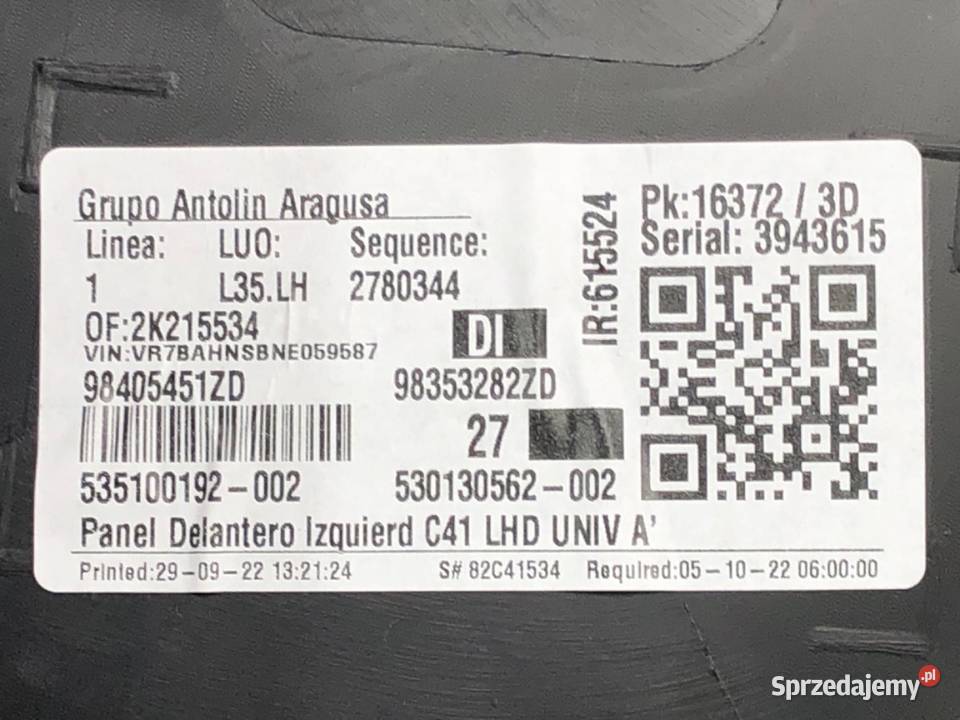 Grupo Antolin Aragusa
Pk:16372 / 3D
Linea: LUO: Sequence:
Serial: 3943615
1 L35.LH 2780344
IR:615524
OF:2K215534 DI
VIN:VR7BAHNSBNE059587
98405451ZD 98353282ZD
27
535100192-002 530130562-002
Panel Delantero Izquierd C41 LHD UNIV A'
Printed:29-09-22 13:21:24 S# 82C41534 Required:05-10-22 06:00:00
Sprzedajemy.pl